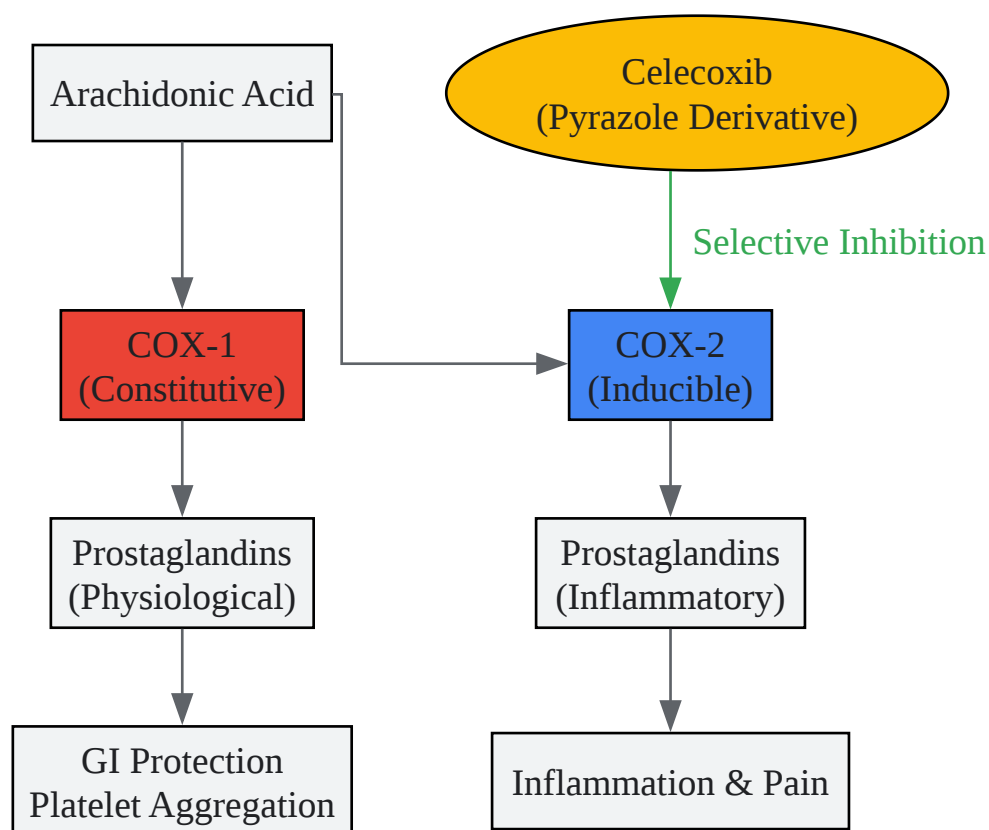 Arachidonic Acid
Celecoxib
(Pyrazole Derivative)
Selective Inhibition
COX-1
(Constitutive)
COX-2
(Inducible)
Prostaglandins
(Physiological)
Prostaglandins
(Inflammatory)
GI Protection
Platelet Aggregation
Inflammation & Pain